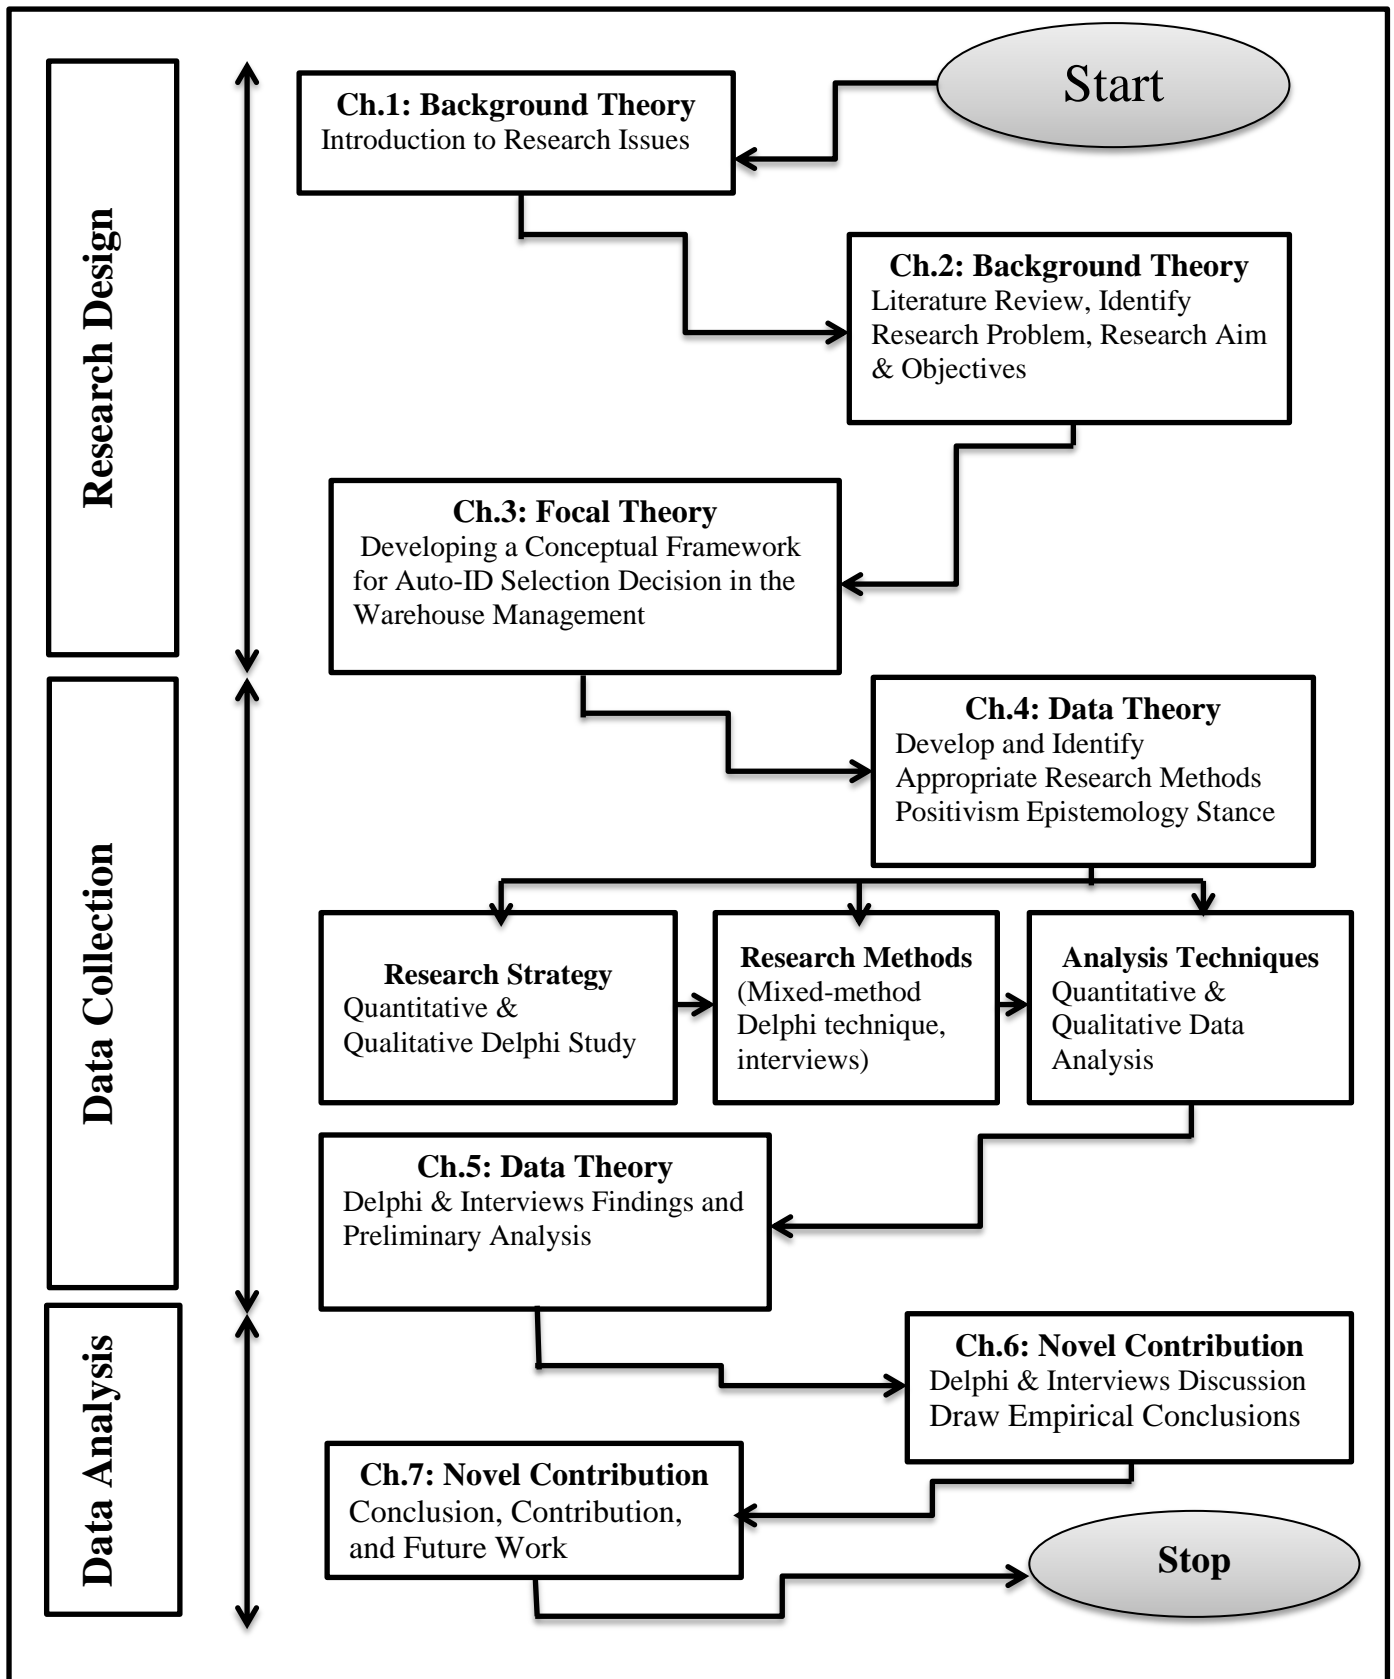 Start
Research Design
Ch.1: Background Theory
Introduction to Research Issues
Ch.2: Background Theory
Literature Review, Identify
Research Problem, Research Aim
& Objectives
Ch.3: Focal Theory
Developing a Conceptual Framework
for Auto-ID Selection Decision in the
Warehouse Management
Data Collection
Ch.4: Data Theory
Develop and Identify
Appropriate Research Methods
Positivism Epistemology Stance
Research Strategy
Quantitative &
Qualitative Delphi Study
Research Methods
(Mixed-method
Delphi technique,
interviews)
Analysis Techniques
Quantitative &
Qualitative Data
Analysis
Ch.5: Data Theory
Delphi & Interviews Findings and
Preliminary Analysis
Data Analysis
Ch.6: Novel Contribution
Delphi & Interviews Discussion
Draw Empirical Conclusions
Ch.7: Novel Contribution
Conclusion, Contribution,
and Future Work
Stop